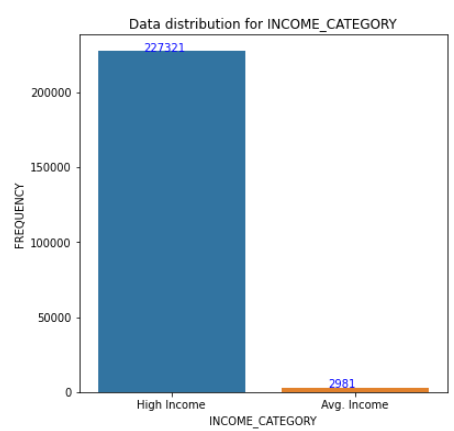 Data distribution for INCOME_CATEGORY
227321
200000
150000
100000
50000
0
FREQUENCY
2981
High Income
Avg. Income
INCOME_CATEGORY